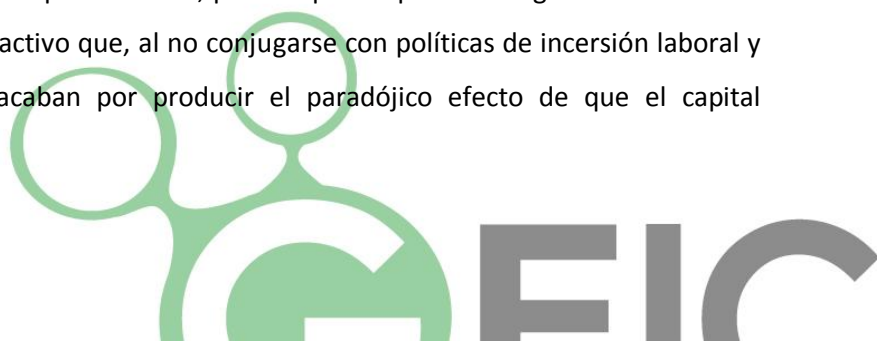 activo que, al no conjugarse con políticas de incersión laboral y
acaban por producir el paradójico efecto de que el capital
GEIC